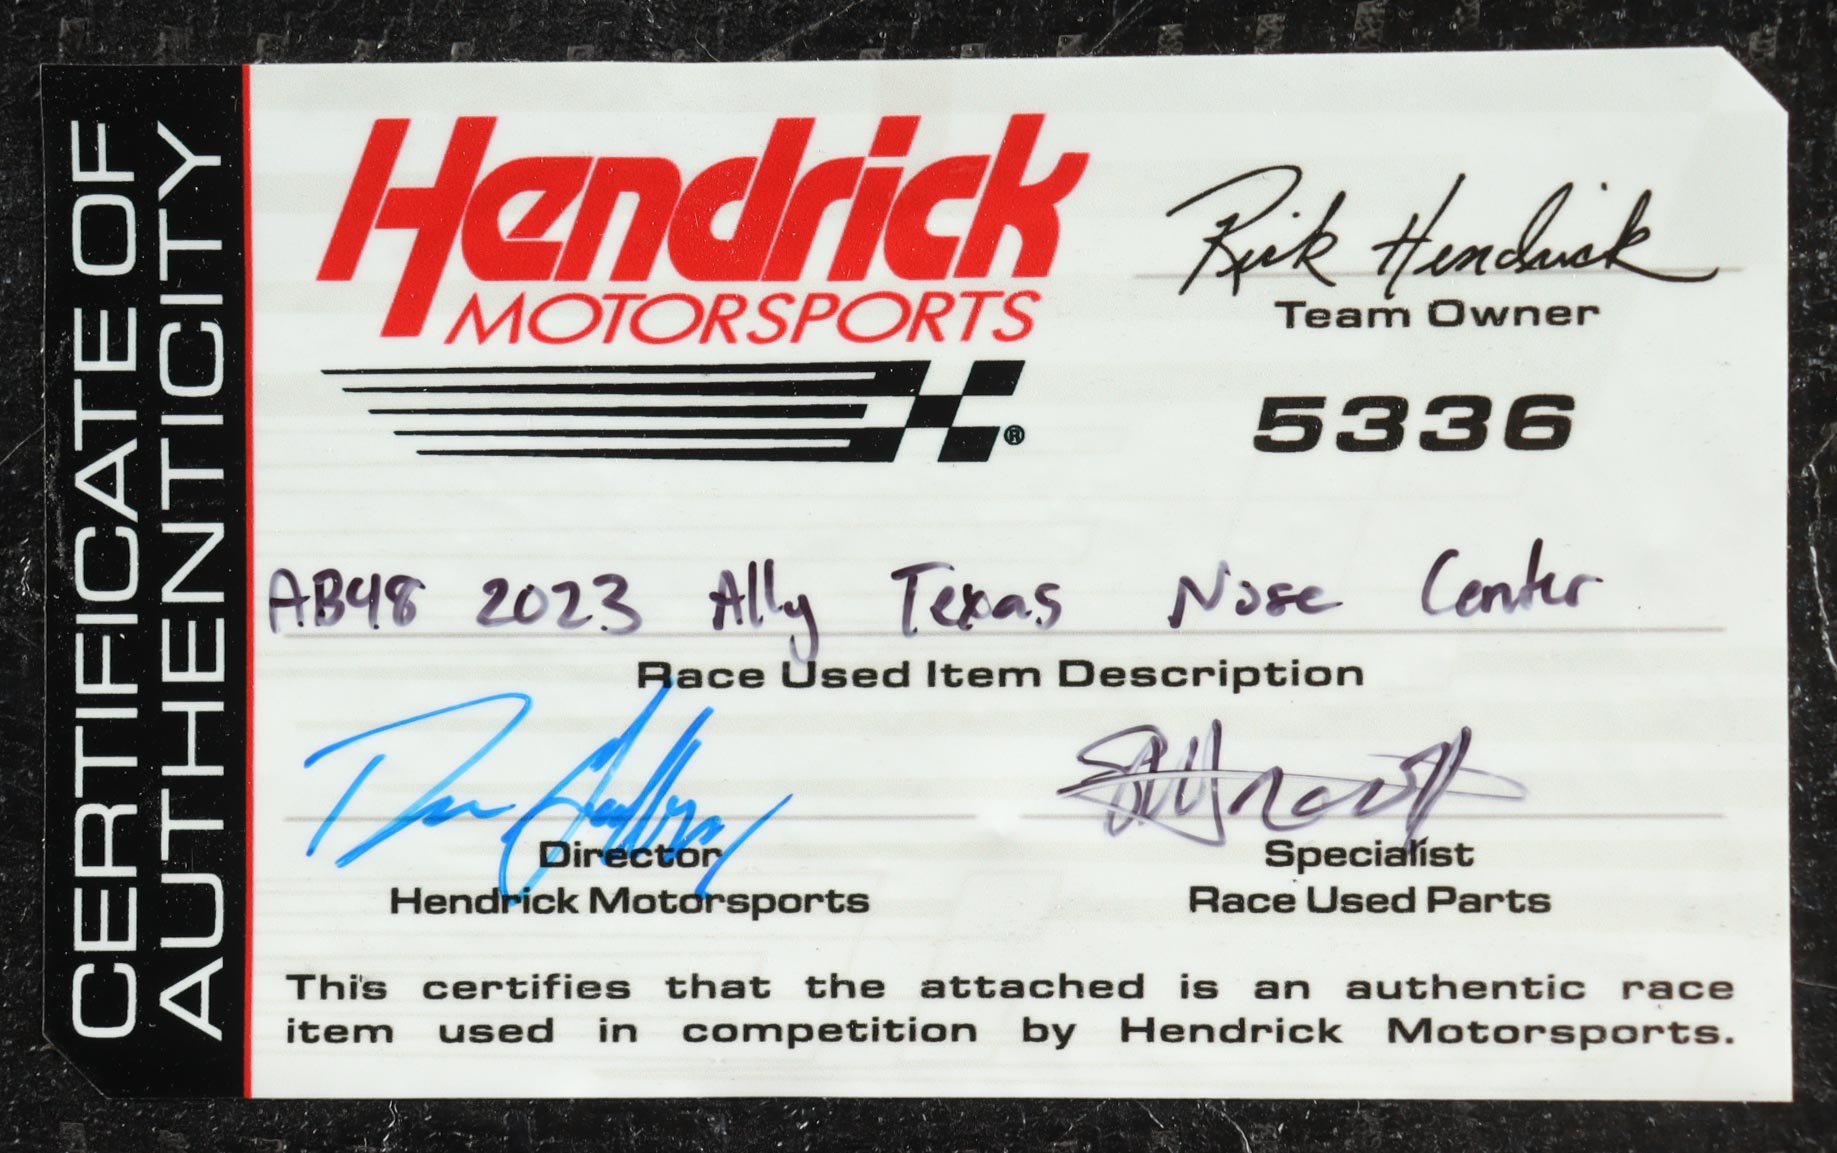 CERTIFICATE OF
AUTHENTICITY
Hendrick
MOTORSPORTS
®
Rick Hendrick
Team Owner
5336
AB48 2023 Ally Texas Nose Center
Race Used Item Description
Director
Hendrick Motorsports
Specialist
Race Used Parts
This certifies that the attached is an authentic race
item used in competition by Hendrick Motorsports.